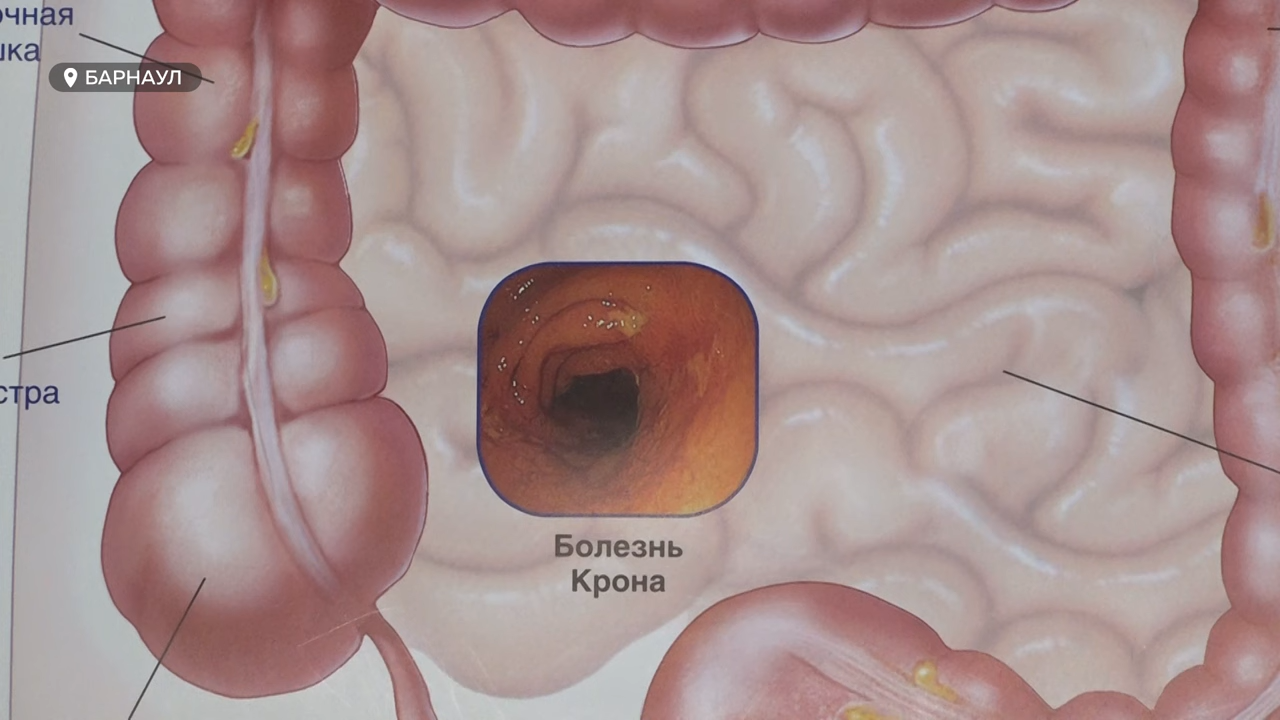 очная
шка
БАРНАУЛ
стра
Болезнь
Крона